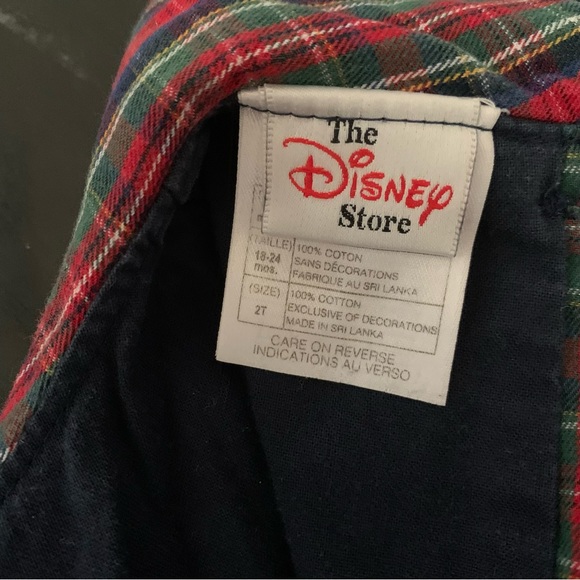 The
Disney
Store
(TAILLE)
18-24
mos.
100% COTON
SANS DÉCORATIONS
FABRIQUE AU SRI LANKA
(SIZE)
2T
100% COTTON
EXCLUSIVE OF DECORATIONS
MADE IN SRI LANKA
CARE ON REVERSE
INDICATIONS AU VERSO